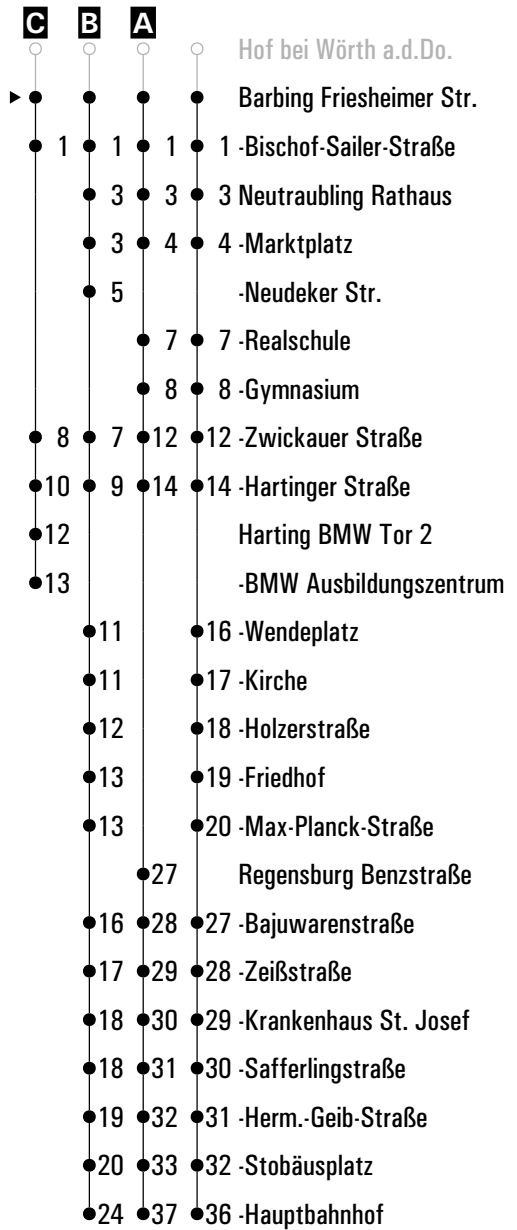 C B A
Hof bei Wörth a.d.Do.
Barbing Friesheimer Str.
1 1 1 1 -Bischof-Sailer-Straße
3 3 3 Neutraubling Rathaus
3 4 4 -Marktplatz
5 -Neudeker Str.
7 7 -Realschule
8 8 -Gymnasium
8 7 12 12 -Zwickauer Straße
10 9 14 14 -Hartinger Straße
12 Harting BMW Tor 2
13 -BMW Ausbildungszentrum
11 16 -Wendeplatz
11 17 -Kirche
12 18 -Holzerstraße
13 19 -Friedhof
13 20 -Max-Planck-Straße
27 Regensburg Benzstraße
16 28 27 -Bajuwarenstraße
17 29 28 -Zeißstraße
18 30 29 -Krankenhaus St. Josef
18 31 30 -Safferlingstraße
19 32 31 -Herm.-Geib-Straße
20 33 32 -Stobäusplatz
24 37 36 -Hauptbahnhof